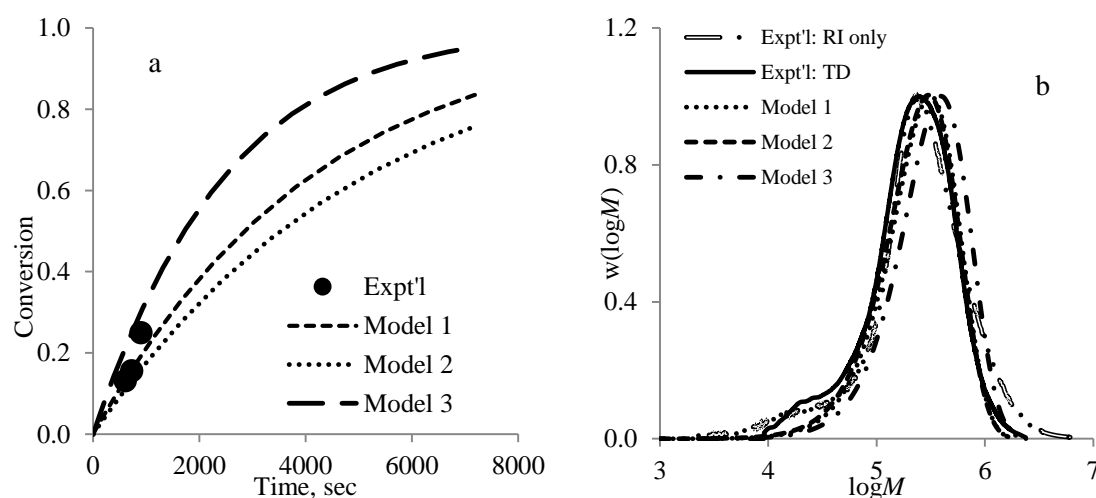 a
1.0
0.8
0.6
0.4
0.2
0.0
Conversion
0
2000
4000
6000
8000
Time, sec
Expt'l
Model 1
Model 2
Model 3
b
1.2
0.8
0.4
0.0
w(logM)
3
4
5
6
7
logM
Expt'l: RI only
Expt'l: TD
Model 1
Model 2
Model 3